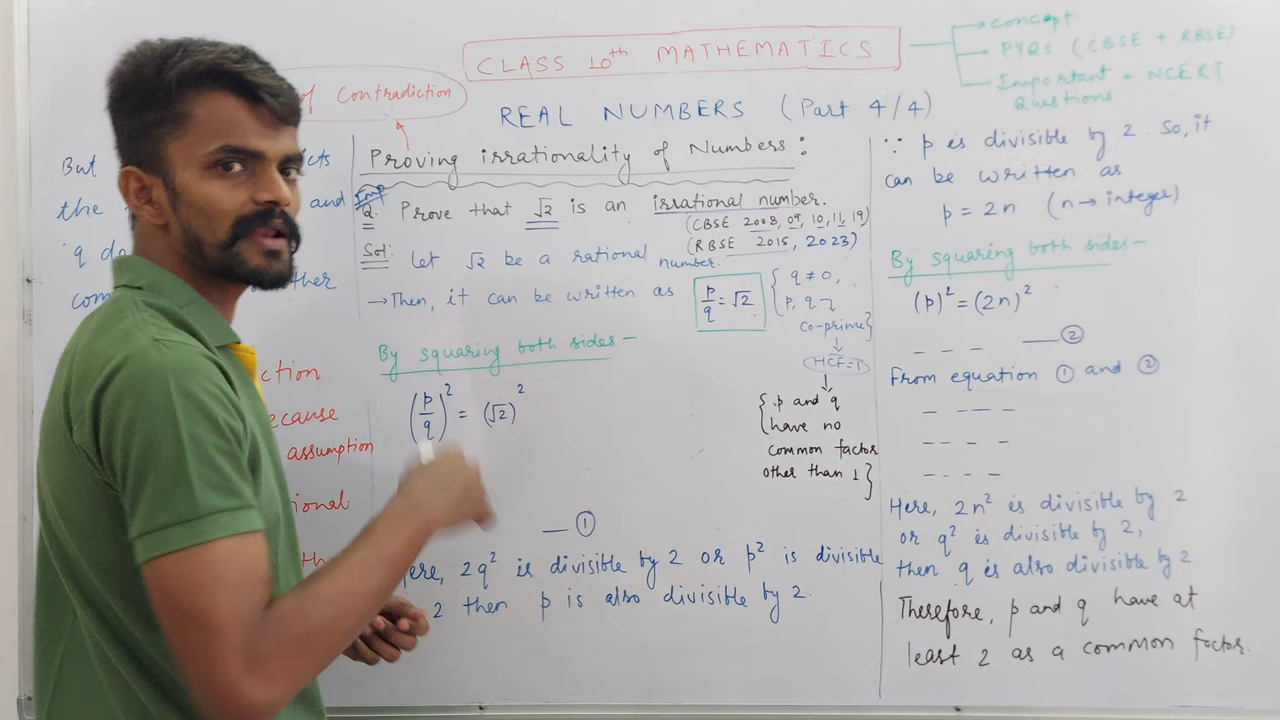 CLASS 10th MATHEMATICS
concept
PYQs (CBSE + RBSE)
Important + NCERT
Qustions
of Contradiction
REAL NUMBERS (Part 4/4)
But
the
and
q do
com
ction
assumption
ional
Proving irrationality of Numbers:
Imp
Q. Prove that √2 is an irrational number.
(CBSE 2008, 09, 10, 11, 19)
(RBSE 2015, 2023)
Sol: Let √2 be a rational number.
→ Then, it can be written as p/q = √2 { q ≠ 0,
p, q →
Co-prime}
↓
HCF=1
↓
{ p and q
have no
common factor
other than 1 }
By squaring both sides —
(p/q)² = (√2)²
— ①
ere, 2q² is divisible by 2 or p² is divisible
2 then p is also divisible by 2.
∵ p is divisible by 2. So, it
can be written as
p = 2n (n → integer)
By squaring both sides —
(p)² = (2n)²
_ _ _ — ②
From equation ① and ②
_ _ _ _
_ _ _ _
_ _ _ _
Here, 2n² is divisible by 2
or q² is divisible by 2,
then q is also divisible by 2
Therefore, p and q have at
least 2 as a common factor.